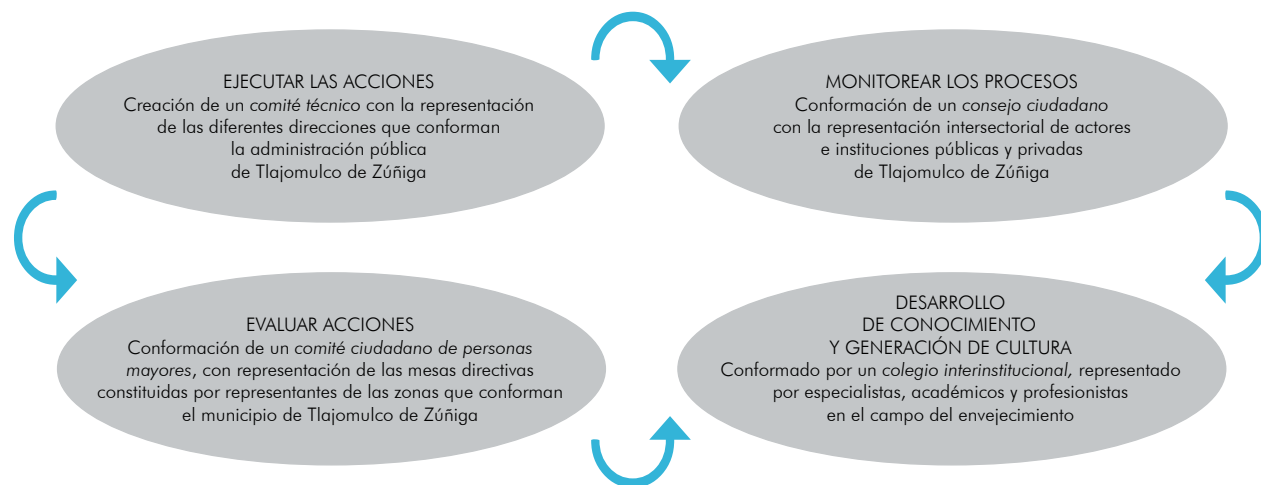 EJECUTAR LAS ACCIONES
Creación de un comité técnico con la representación
de las diferentes direcciones que conforman
la administración pública
de Tlajomulco de Zúñiga
MONITOREAR LOS PROCESOS
Conformación de un consejo ciudadano
con la representación intersectorial de actores
e instituciones públicas y privadas
de Tlajomulco de Zúñiga
EVALUAR ACCIONES
Conformación de un comité ciudadano de personas
mayores, con representación de las mesas directivas
constituidas por representantes de las zonas que conforman
el municipio de Tlajomulco de Zúñiga
DESARROLLO
DE CONOCIMIENTO
Y GENERACIÓN DE CULTURA
Conformado por un colegio interinstitucional, representado
por especialistas, académicos y profesionistas
en el campo del envejecimiento